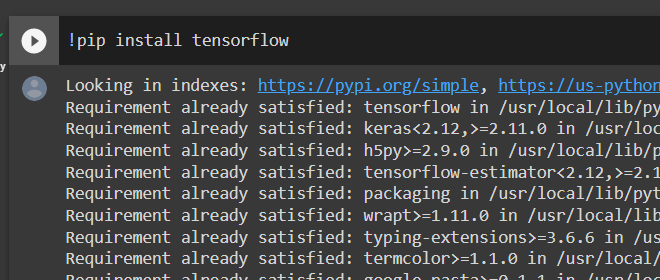 !pip install tensorflow
Looking in indexes: https://pypi.org/simple, https://us-python
Requirement already satisfied: tensorflow in /usr/local/lib/py
Requirement already satisfied: keras<2.12,>=2.11.0 in /usr/loc
Requirement already satisfied: h5py>=2.9.0 in /usr/local/lib/p
Requirement already satisfied: tensorflow-estimator<2.12,>=2.1
Requirement already satisfied: packaging in /usr/local/lib/pyt
Requirement already satisfied: wrapt>=1.11.0 in /usr/local/lib
Requirement already satisfied: typing-extensions>=3.6.6 in /us
Requirement already satisfied: termcolor>=1.1.0 in /usr/local/
Requirement already satisfied: google-pasta>=0.1.1 in /usr/loc